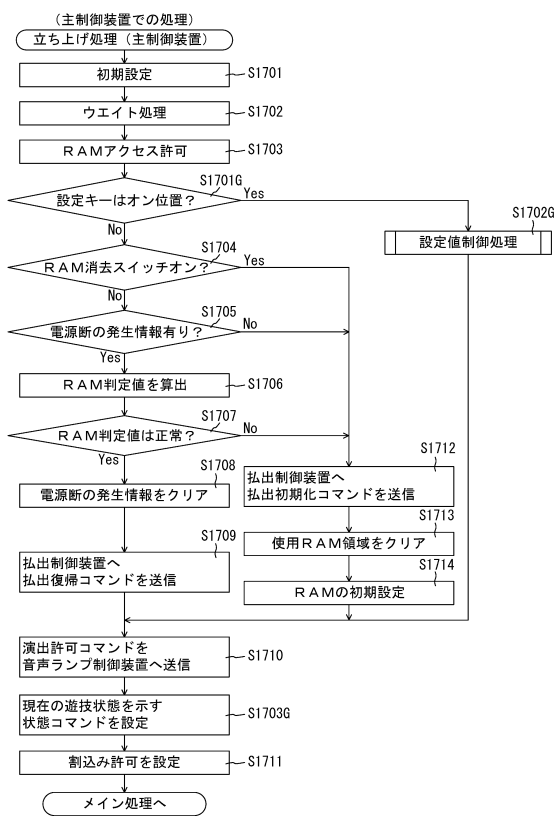 (主制御装置での処理)
立ち上げ処理(主制御装置)
初期設定
S1701
ウエイト処理
S1702
RAMアクセス許可
S1703
設定キーはオン位置?
S1701G
Yes
No
設定値制御処理
S1702G
RAM消去スイッチオン?
S1704
Yes
No
電源断の発生情報有り?
S1705
No
Yes
RAM判定値を算出
S1706
RAM判定値は正常?
S1707
No
Yes
電源断の発生情報をクリア
S1708
払出制御装置へ
払出復帰コマンドを送信
S1709
払出制御装置へ
払出初期化コマンドを送信
S1712
使用RAM領域をクリア
S1713
RAMの初期設定
S1714
演出許可コマンドを
音声ランプ制御装置へ送信
S1710
現在の遊技状態を示す
状態コマンドを設定
S1703G
割込み許可を設定
S1711
メイン処理へ